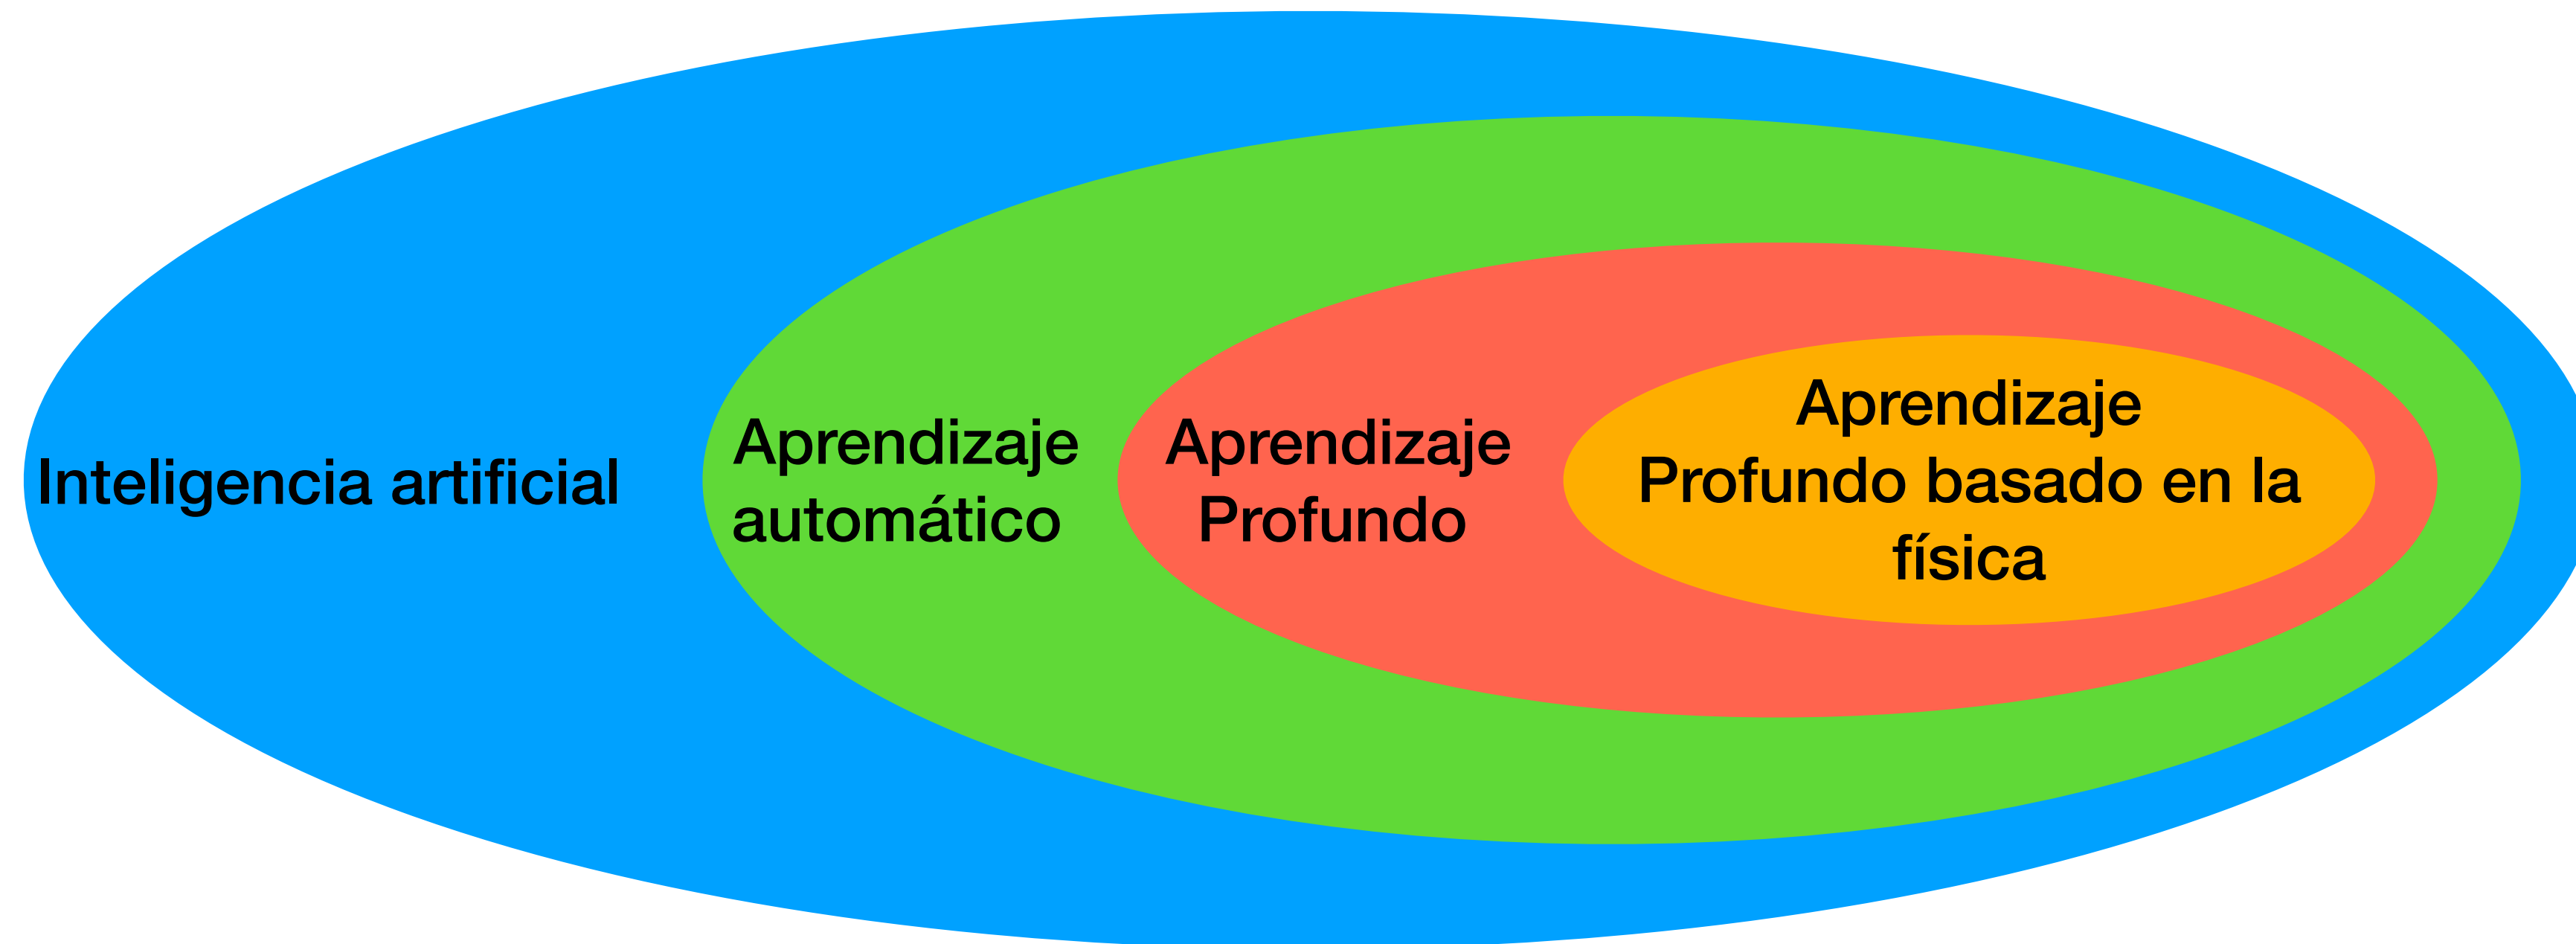 Inteligencia artificial
Aprendizaje
automático
Aprendizaje
Profundo
Aprendizaje
Profundo basado en la
física